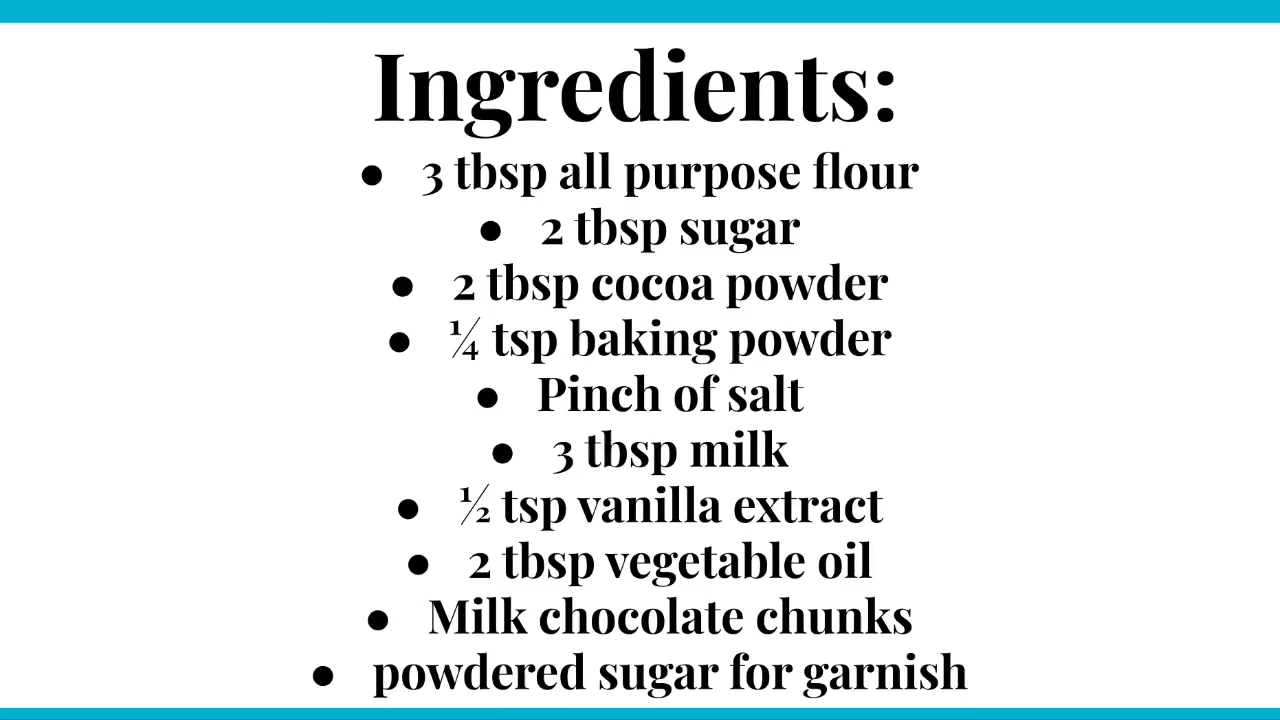 Ingredients:
● 3 tbsp all purpose flour
● 2 tbsp sugar
● 2 tbsp cocoa powder
● ¼ tsp baking powder
● Pinch of salt
● 3 tbsp milk
● ½ tsp vanilla extract
● 2 tbsp vegetable oil
● Milk chocolate chunks
● powdered sugar for garnish